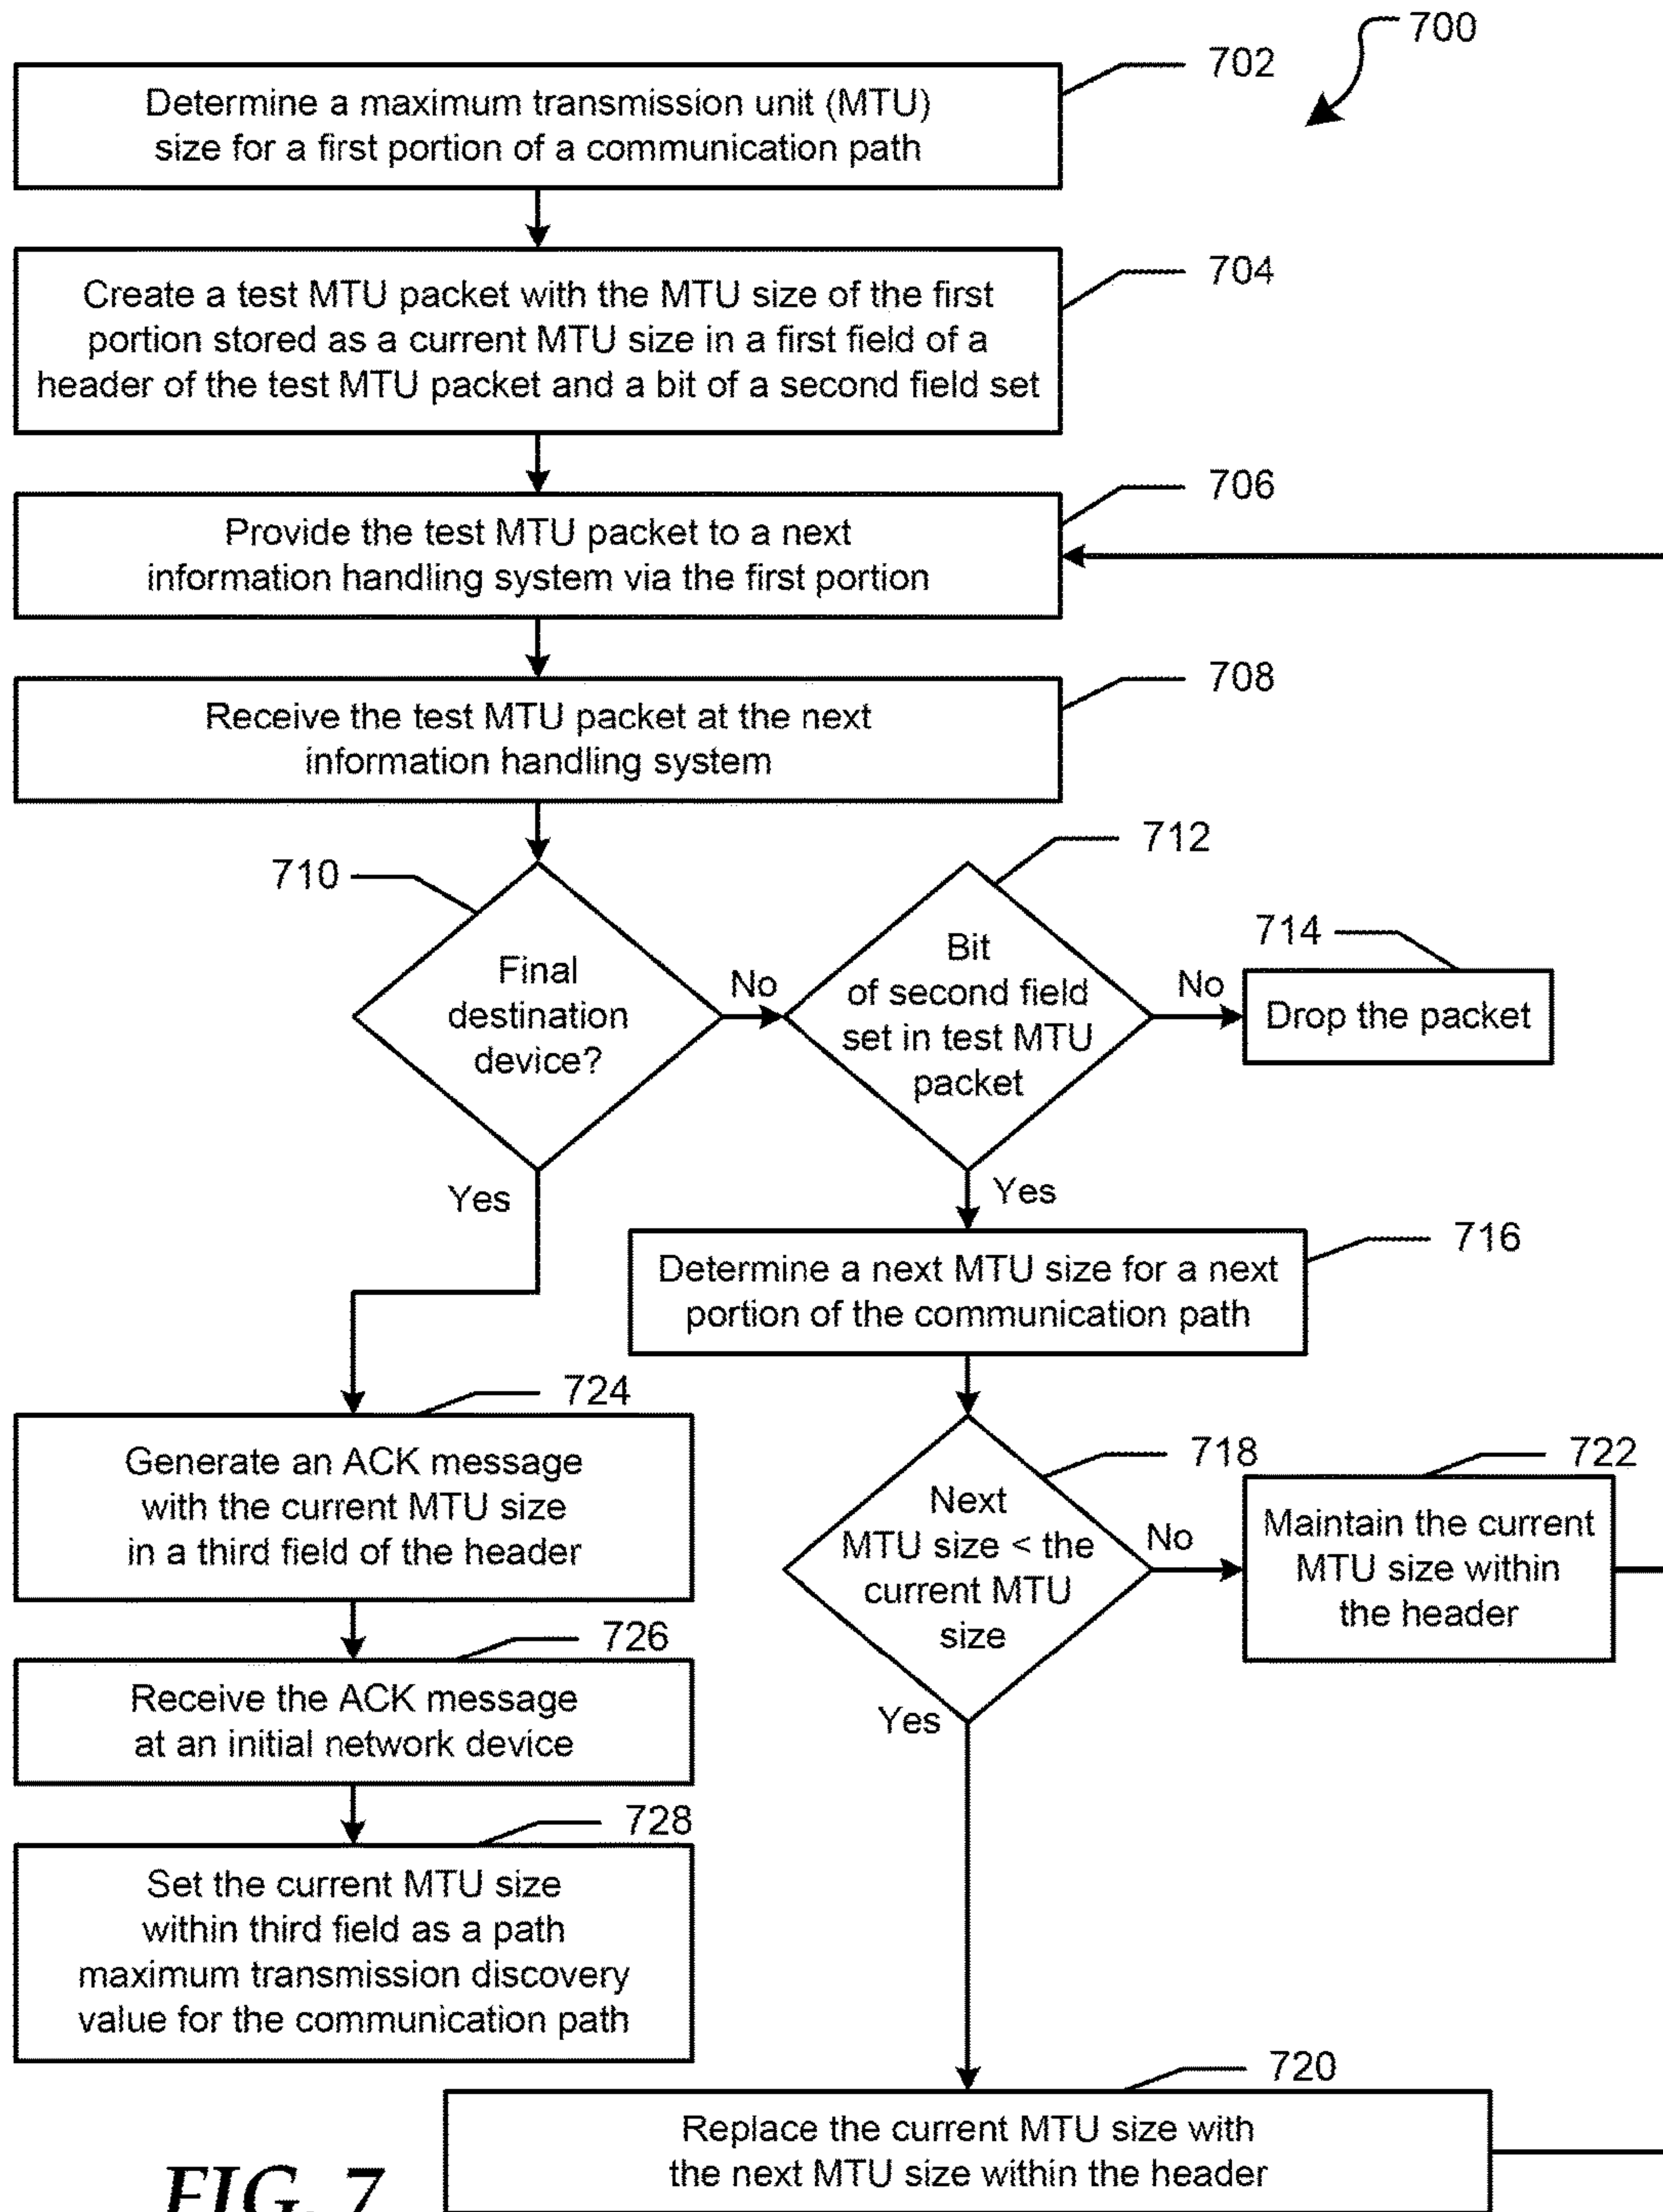 700
702
Determine a maximum transmission unit (MTU)
size for a first portion of a communication path
704
Create a test MTU packet with the MTU size of the first
portion stored as a current MTU size in a first field of a
header of the test MTU packet and a bit of a second field set
706
Provide the test MTU packet to a next
information handling system via the first portion
708
Receive the test MTU packet at the next
information handling system
710
Final
destination
device?
No
712
Bit
of second field
set in test MTU
packet
No
714
Drop the packet
Yes
Yes
716
Determine a next MTU size for a next
portion of the communication path
724
Generate an ACK message
with the current MTU size
in a third field of the header
718
Next
MTU size < the
current MTU
size
No
722
Maintain the current
MTU size within
the header
726
Receive the ACK message
at an initial network device
Yes
728
Set the current MTU size
within third field as a path
maximum transmission discovery
value for the communication path
720
Replace the current MTU size with
the next MTU size within the header
FIG. 7